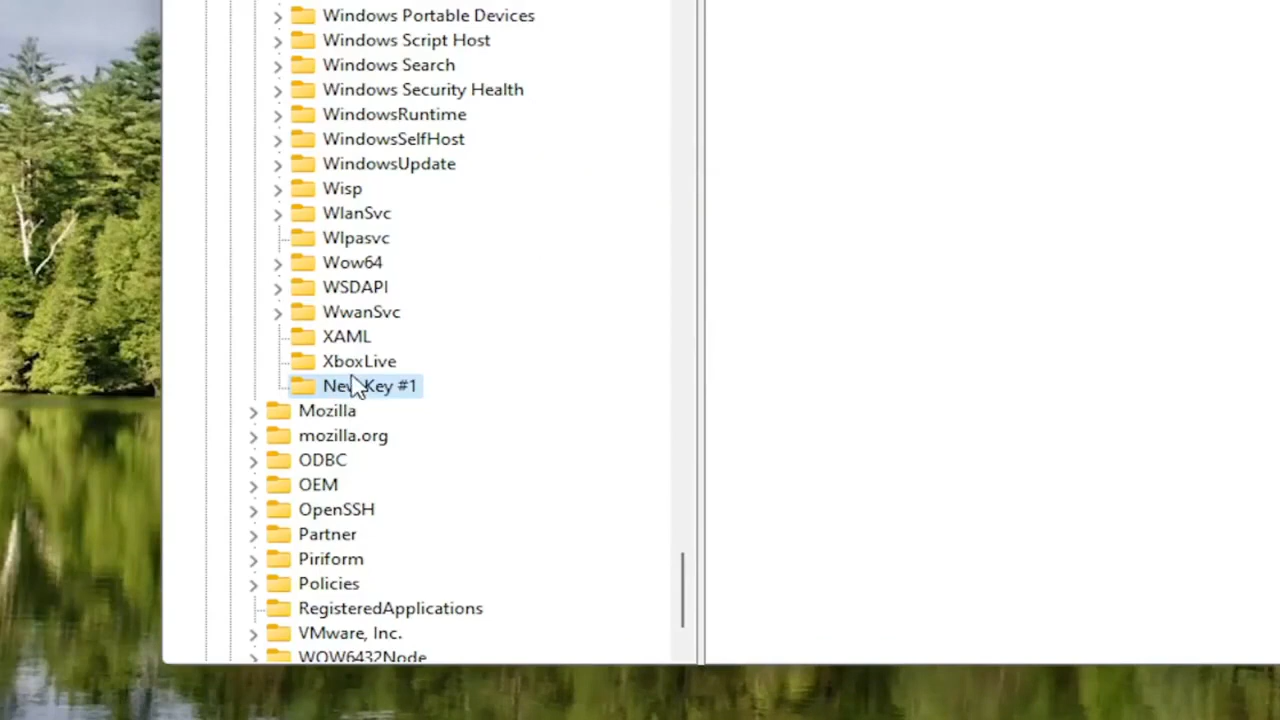 Windows Portable Devices
Windows Script Host
Windows Search
Windows Security Health
WindowsRuntime
WindowsSelfHost
WindowsUpdate
Wisp
WlanSvc
Wlpasvc
Wow64
WSDAPI
WwanSvc
XAML
XboxLive
New Key #1
Mozilla
mozilla.org
ODBC
OEM
OpenSSH
Partner
Piriform
Policies
RegisteredApplications
VMware, Inc.
WOW6432Node